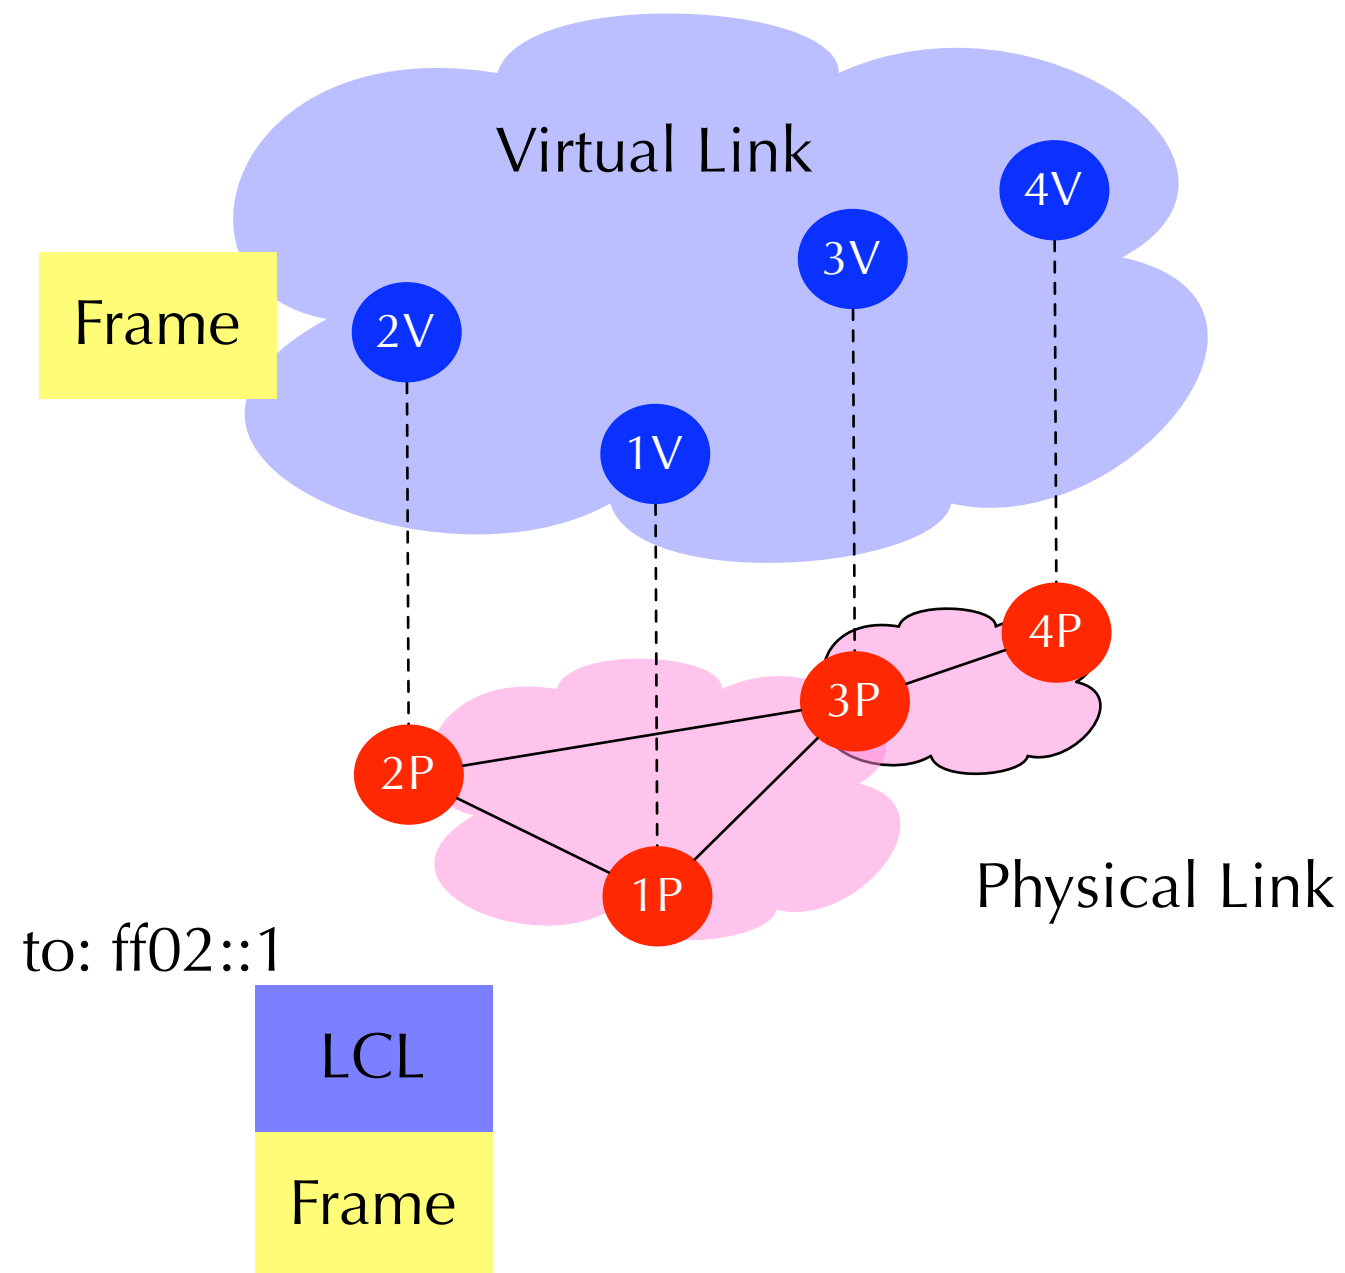 Virtual Link
4V
3V
Frame
2V
1V
4P
3P
2P
1P
Physical Link
to: ff02::1
LCL
Frame